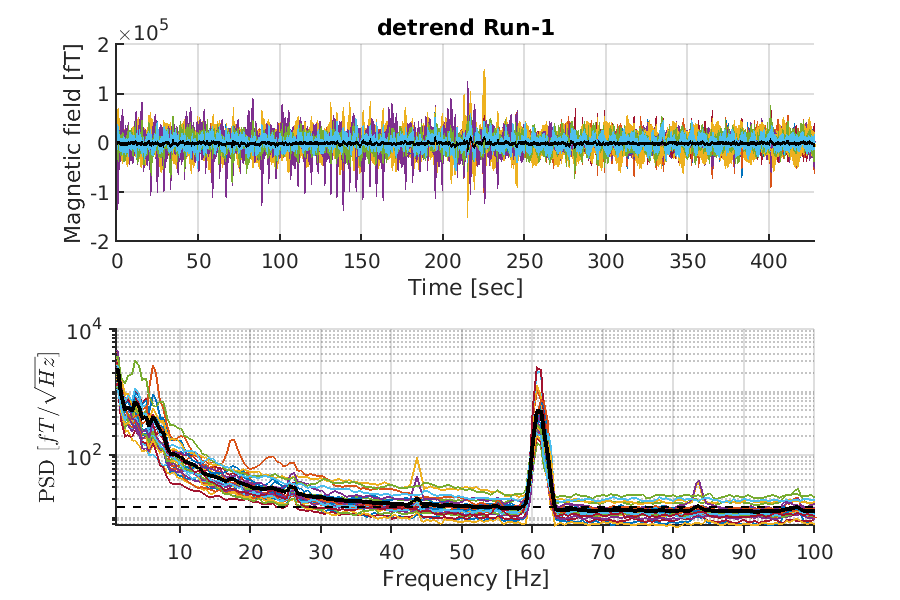 detrend Run-1
×10^5
Magnetic field [fT]
2
1
0
-1
-2
0 50 100 150 200 250 300 350 400
Time [sec]
PSD [fT/√Hz]
10^4
10^2
10 20 30 40 50 60 70 80 90 100
Frequency [Hz]